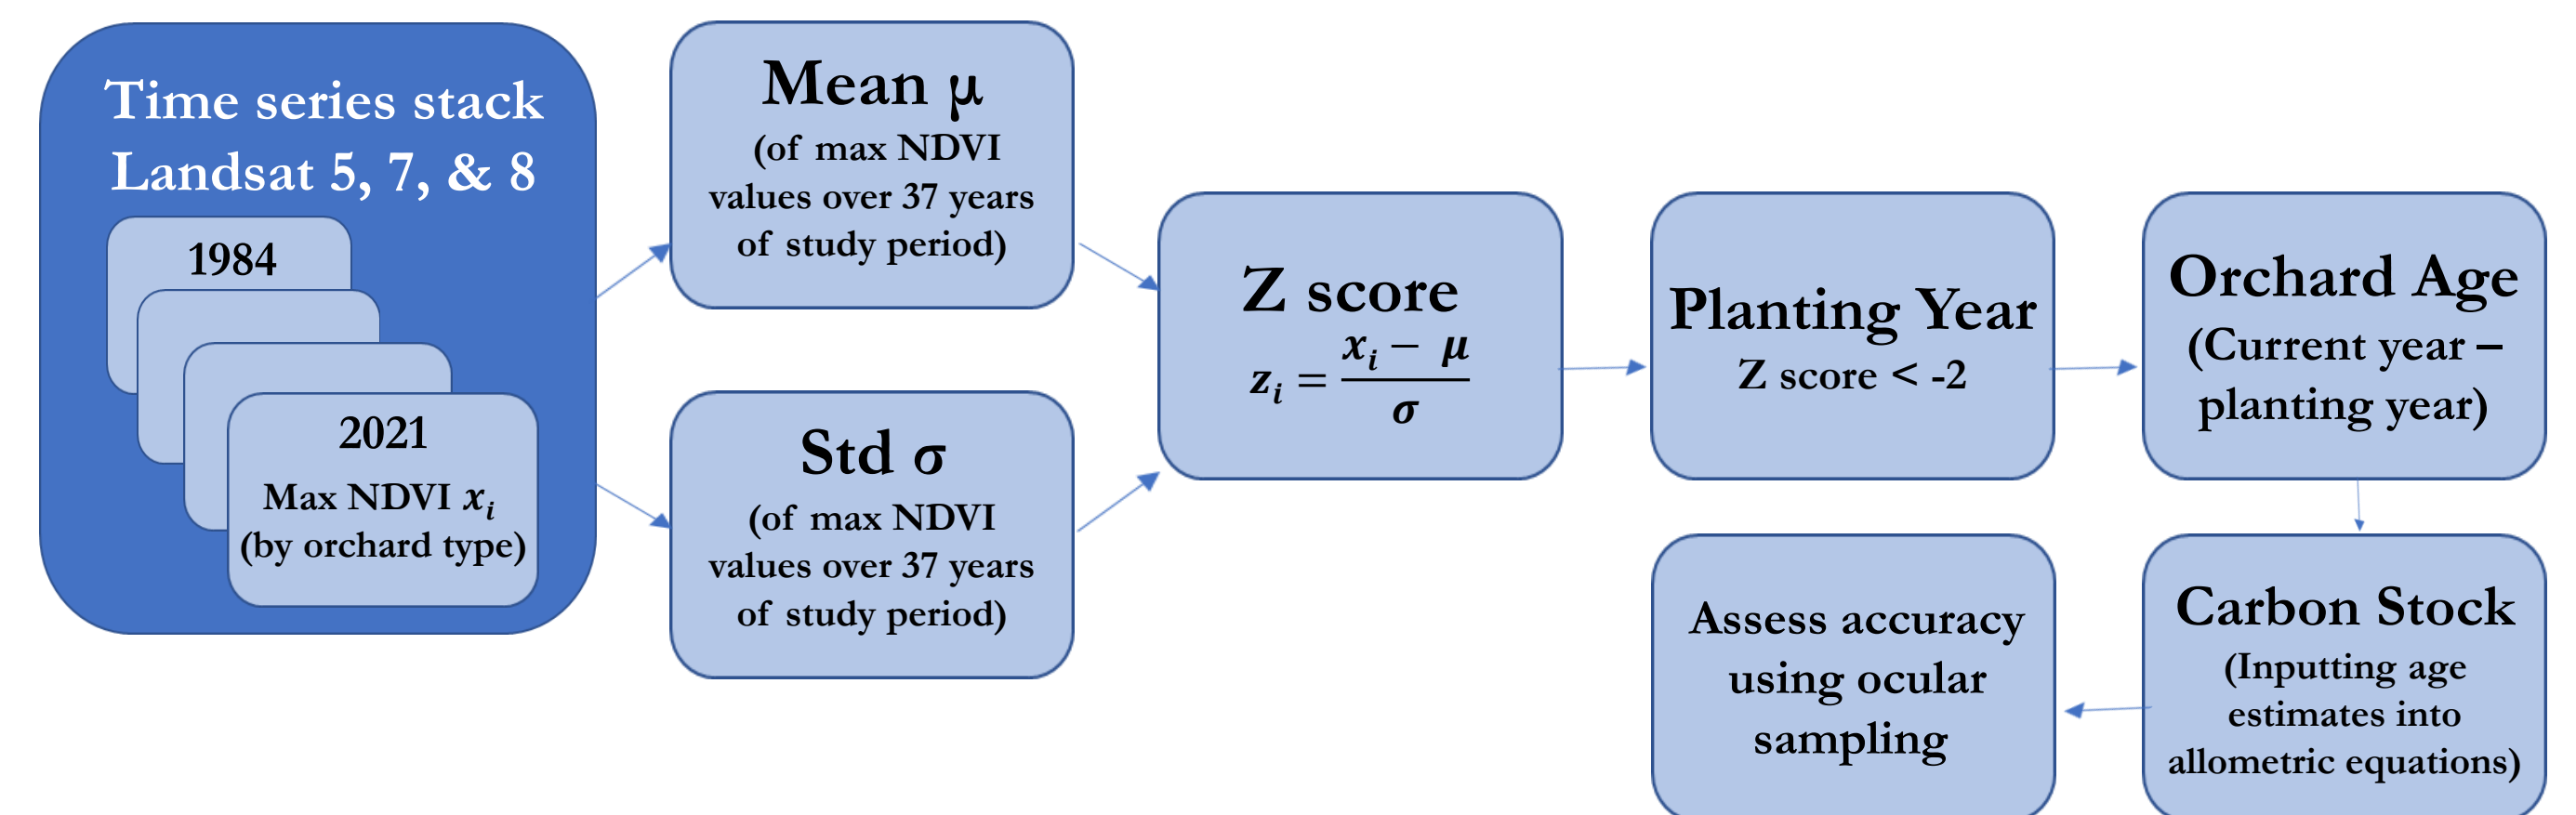 Time series stack
Landsat 5, 7, & 8
1984
2021
Max NDVI xᵢ
(by orchard type)
Mean μ
(of max NDVI
values over 37 years
of study period)
Std σ
(of max NDVI
values over 37 years
of study period)
Z score
zᵢ = (xᵢ − μ) / σ
Planting Year
Z score < -2
Orchard Age
(Current year –
planting year)
Carbon Stock
(Inputting age
estimates into
allometric equations)
Assess accuracy
using ocular
sampling